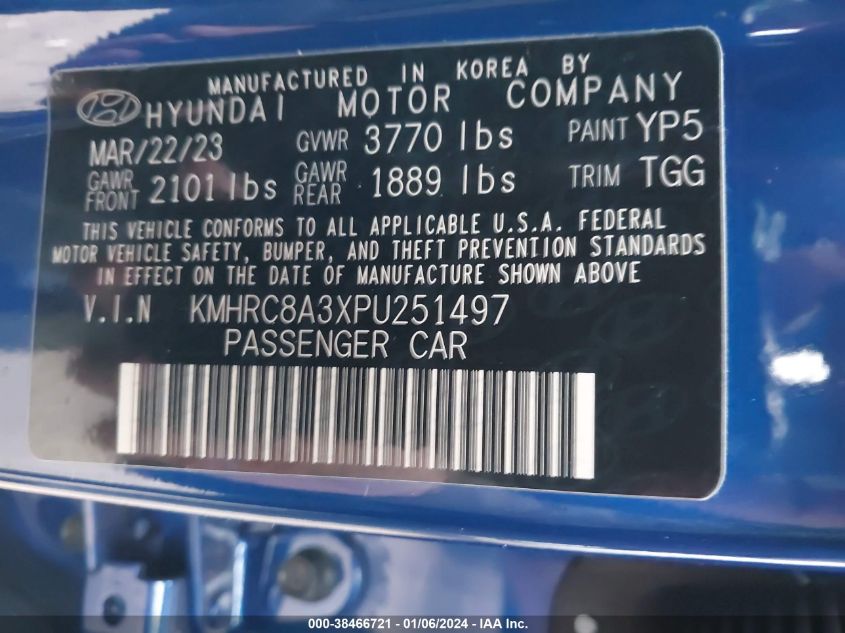 MANUFACTURED IN KOREA BY
HYUNDAI MOTOR COMPANY
MAR/22/23 GVWR 3770 lbs PAINT YP5
GAWR FRONT 2101 lbs GAWR REAR 1889 lbs TRIM TGG
THIS VEHICLE CONFORMS TO ALL APPLICABLE U.S.A. FEDERAL
MOTOR VEHICLE SAFETY, BUMPER, AND THEFT PREVENTION STANDARDS
IN EFFECT ON THE DATE OF MANUFACTURE SHOWN ABOVE
V.I.N KMHRC8A3XPU251497
PASSENGER CAR
000-38466721 - 01/06/2024 - IAA Inc.